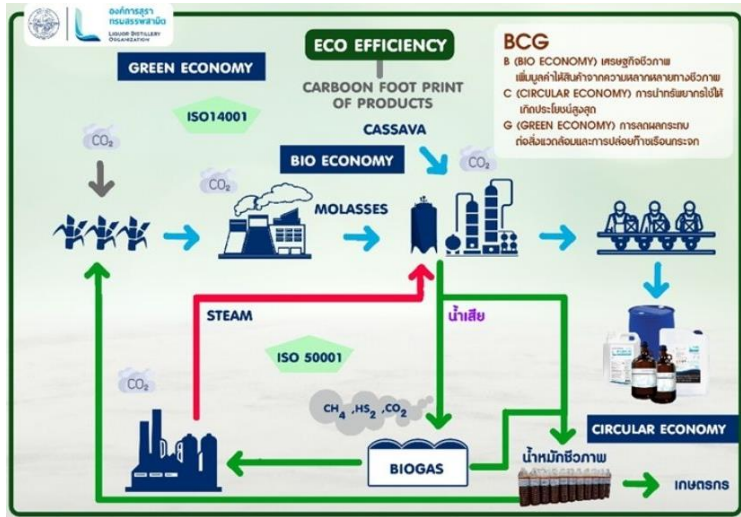 องค์การสุรา
กรมสรรพสามิต
LIQUOR DISTILLERY
ORGANIZATION
GREEN ECONOMY
ISO14001
ECO EFFICIENCY
CARBOON FOOT PRINT
OF PRODUCTS
BCG
B (BIO ECONOMY) เศรษฐกิจชีวภาพ
เพิ่มมูลค่าให้สินค้าจากความหลากหลายทางชีวภาพ
C (CIRCULAR ECONOMY) การนำทรัพยากรใช้ให้
เกิดประโยชน์สูงสุด
G (GREEN ECONOMY) การลดผลกระทบ
ต่อสิ่งแวดล้อมและการปล่อยก๊าซเรือนกระจก
CASSAVA
BIO ECONOMY
CO2
CO2
CO2
MOLASSES
STEAM
น้ำเสีย
ISO 50001
CO2
CH4 ,HS2 ,CO2
CIRCULAR ECONOMY
BIOGAS
น้ำหมักชีวภาพ
เกษตรกร